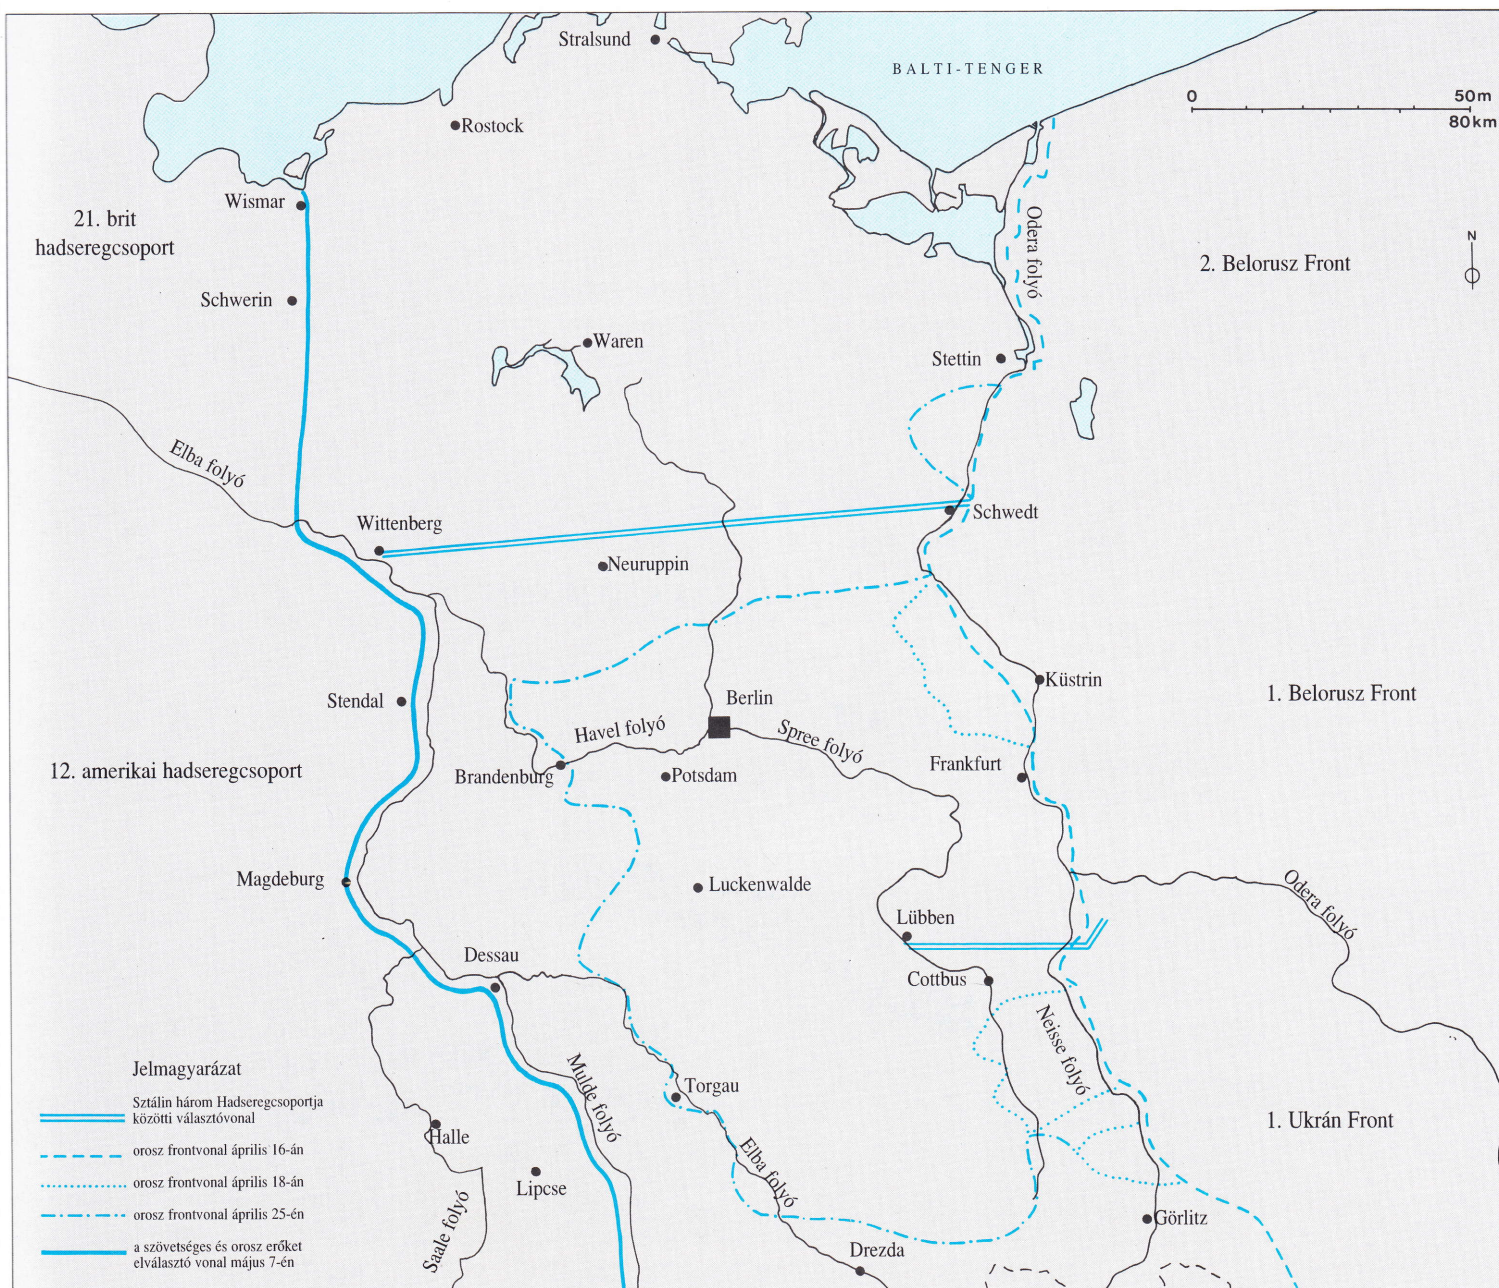 Stralsund
BALTI-TENGER
0
50m
80km
Rostock
Wismar
21. brit
hadseregcsoport
Odera folyó
2. Belorusz Front
N
Schwerin
Waren
Stettin
Elba folyó
Wittenberg
Schwedt
Neuruppin
Küstrin
1. Belorusz Front
Stendal
Berlin
Havel folyó
Spree folyó
12. amerikai hadseregcsoport
Brandenburg
Potsdam
Frankfurt
Magdeburg
Luckenwalde
Odera folyó
Lübben
Dessau
Cottbus
Neisse folyó
Mulde folyó
Torgau
1. Ukrán Front
Halle
Elba folyó
Lipcse
Saale folyó
Görlitz
Drezda
Jelmagyarázat
Sztálin három Hadseregcsoportja
közötti választóvonal
orosz frontvonal április 16-án
orosz frontvonal április 18-án
orosz frontvonal április 25-én
a szövetséges és orosz erőket
elválasztó vonal május 7-én